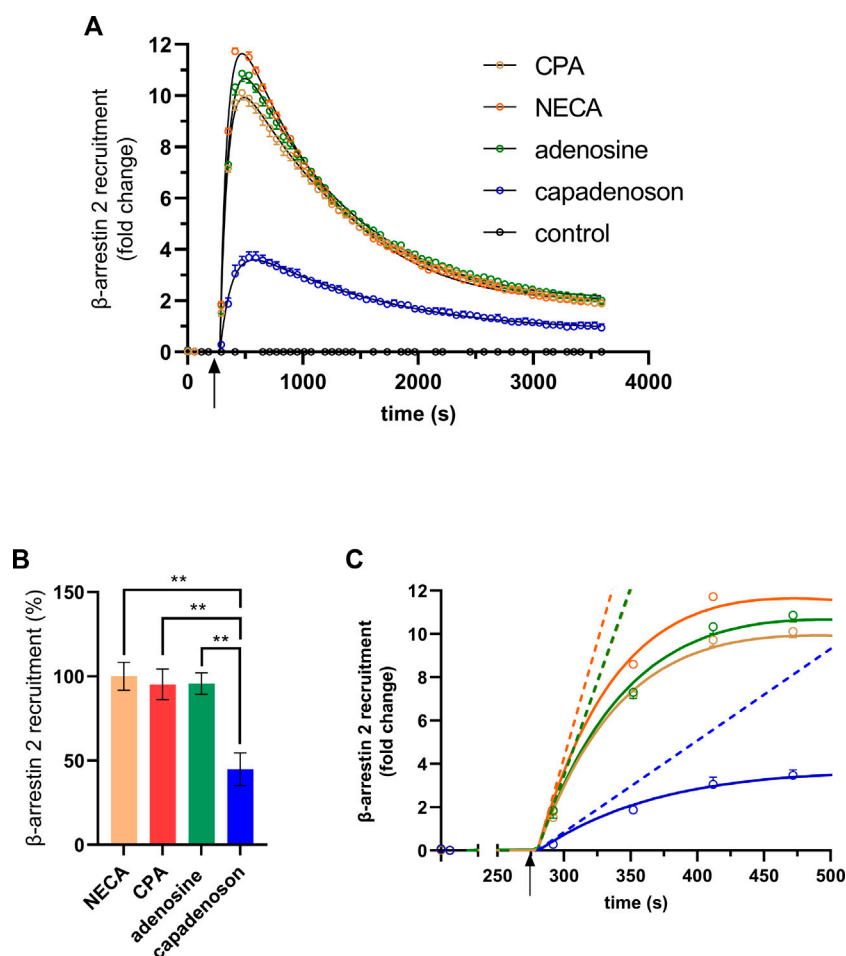 A
β-arrestin 2 recruitment
(fold change)
12
10
8
6
4
2
0
0
1000
2000
3000
4000
time (s)
CPA
NECA
adenosine
capadenoson
control
B
β-arrestin 2 recruitment (%)
150
100
50
0
**
**
**
NECA
CPA
adenosine
capadenoson
C
β-arrestin 2 recruitment
(fold change)
12
10
8
6
4
2
0
250
300
350
400
450
500
time (s)